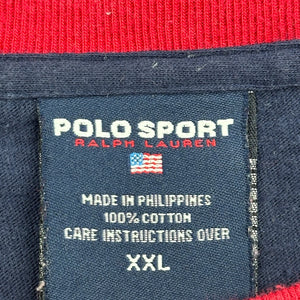 POLO SPORT
RALPH LAUREN
MADE IN PHILIPPINES
100% COTTON
CARE INSTRUCTIONS OVER
XXL